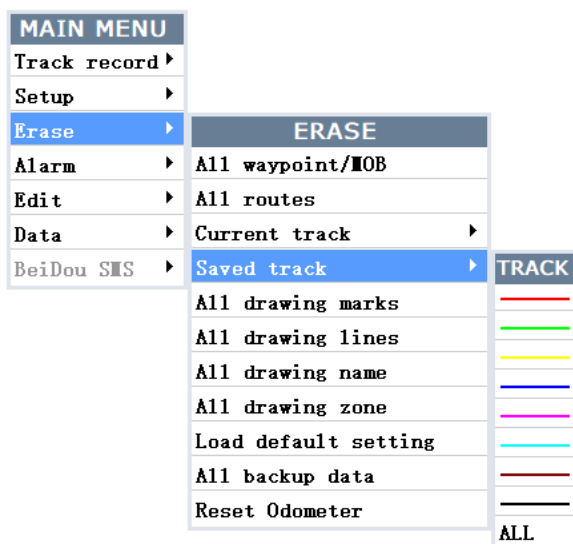 MAIN MENU
Track record
Setup
Erase
Alarm
Edit
Data
BeiDou SMS
ERASE
All waypoint/MOB
All routes
Current track
Saved track
All drawing marks
All drawing lines
All drawing name
All drawing zone
Load default setting
All backup data
Reset Odometer
TRACK
ALL